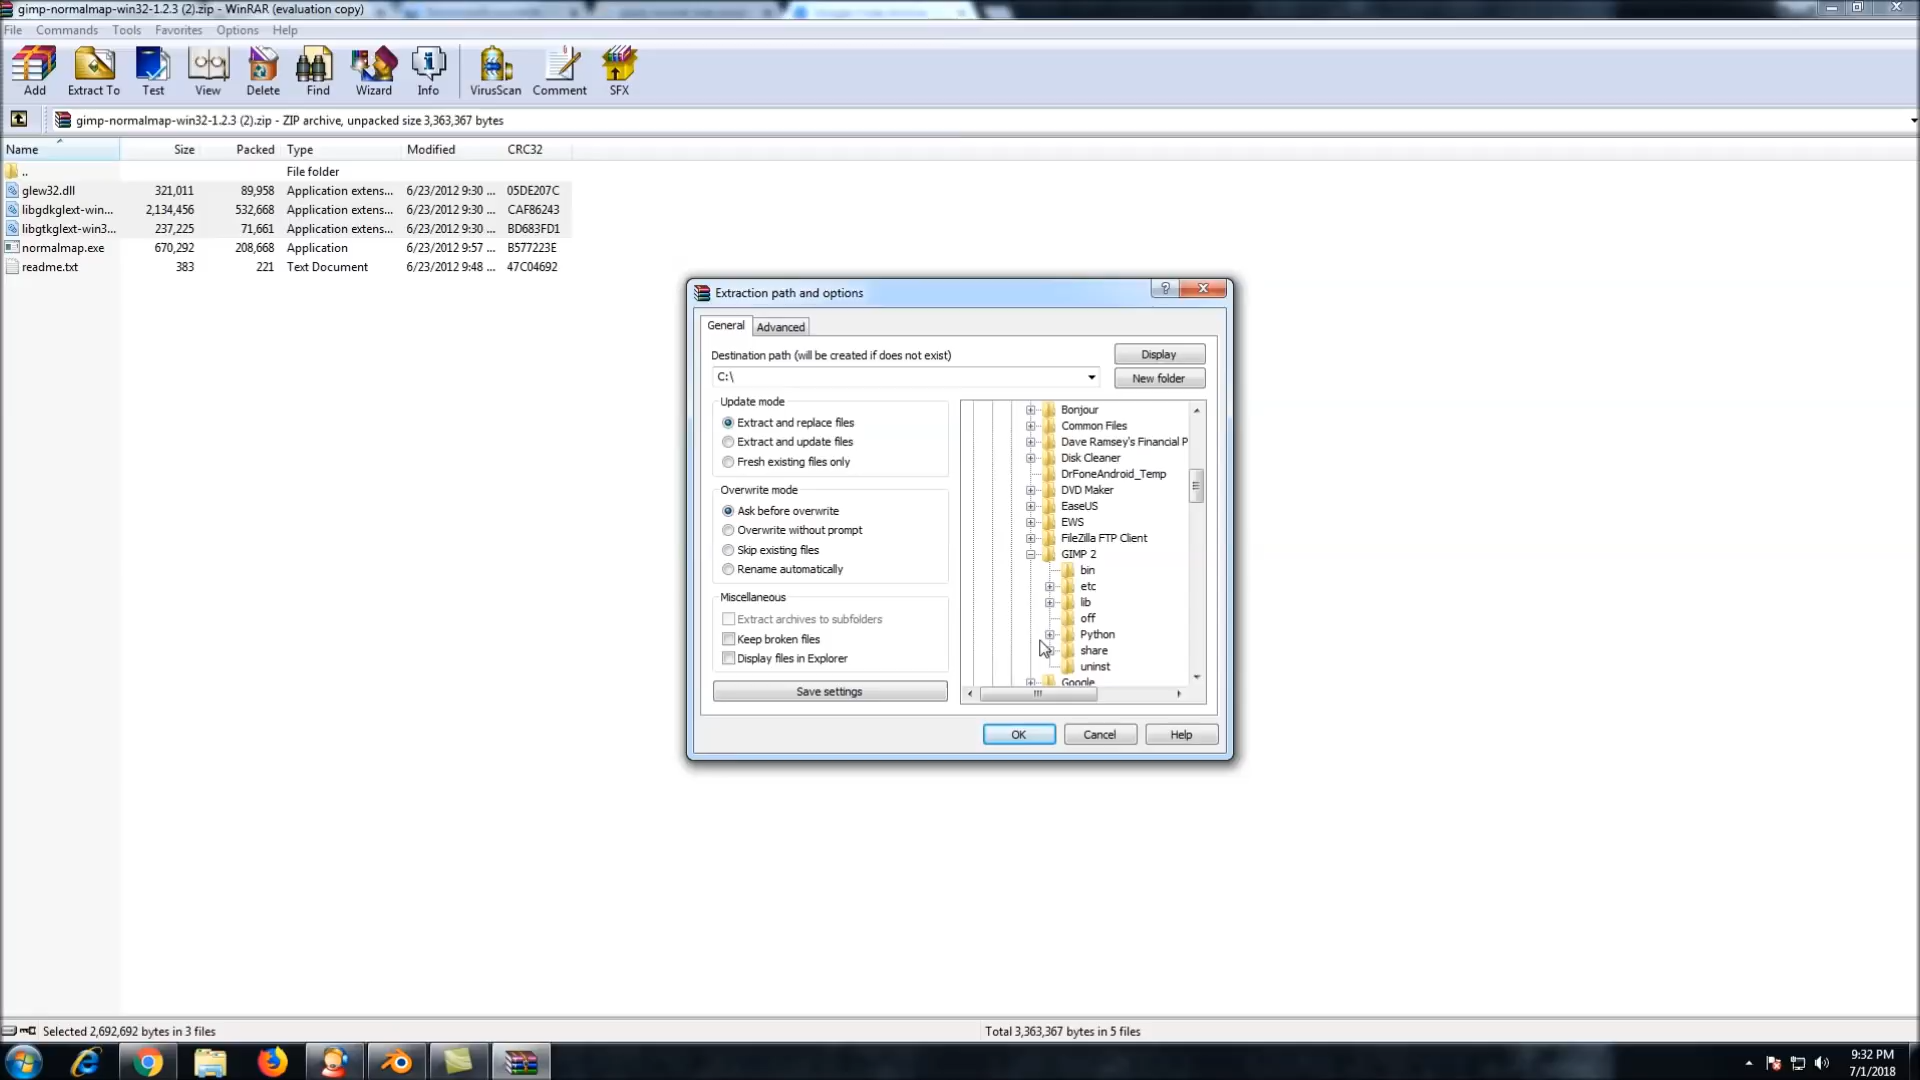 gimp-normalmap-win32-1.2.3 (2).zip - WinRAR (evaluation copy)
File Commands Tools Favorites Options Help
Add Extract To Test View Delete Find Wizard Info VirusScan Comment SFX
gimp-normalmap-win32-1.2.3 (2).zip - ZIP archive, unpacked size 3,363,367 bytes
Name Size Packed Type Modified CRC32
.. File folder
glew32.dll 321,011 89,958 Application extens... 6/23/2012 9:30 ... 05DE207C
libgdkglext-win... 2,134,456 532,668 Application extens... 6/23/2012 9:30 ... CAF86243
libgtkglext-win3... 237,225 71,661 Application extens... 6/23/2012 9:30 ... BD683FD1
normalmap.exe 670,292 208,668 Application 6/23/2012 9:57 ... B577223E
readme.txt 383 221 Text Document 6/23/2012 9:48 ... 47C04692
Extraction path and options
General Advanced
Destination path (will be created if does not exist)
Display
C:\
New folder
Update mode
Extract and replace files
Extract and update files
Fresh existing files only
Overwrite mode
Ask before overwrite
Overwrite without prompt
Skip existing files
Rename automatically
Miscellaneous
Extract archives to subfolders
Keep broken files
Display files in Explorer
Save settings
Bonjour
Common Files
Dave Ramsey's Financial P
Disk Cleaner
DrFoneAndroid_Temp
DVD Maker
EaseUS
EWS
FileZilla FTP Client
GIMP 2
bin
etc
lib
off
Python
share
uninst
Google
OK Cancel Help
Selected 2,692,692 bytes in 3 files
Total 3,363,367 bytes in 5 files
9:32 PM
7/1/2018